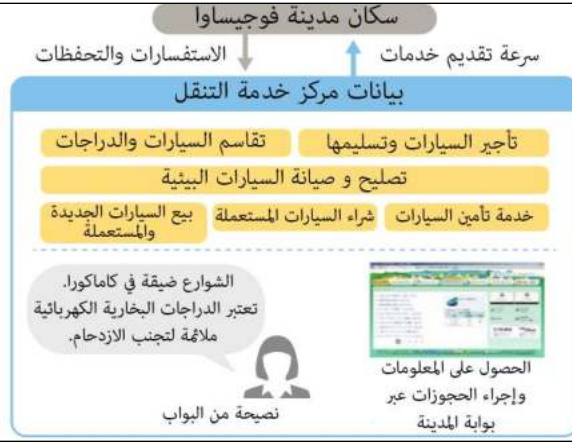 سكان مدينة فوجيساوا
سرعة تقديم خدمات
الاستفسارات والتحفظات
بيانات مركز خدمة التنقل
تأجير السيارات وتسليمها
تقاسم السيارات والدراجات
تصليح و صيانة السيارات البيئية
خدمة تأمين السيارات
شراء السيارات المستعملة
بيع السيارات الجديدة
والمستعملة
الشوارع ضيقة في كاماكورا.
تعتبر الدراجات البخارية الكهربائية
ملائمة لتجنب الازدحام.
نصيحة من البواب
الحصول على المعلومات
وإجراء الحجوزات عبر
بوابة المدينة